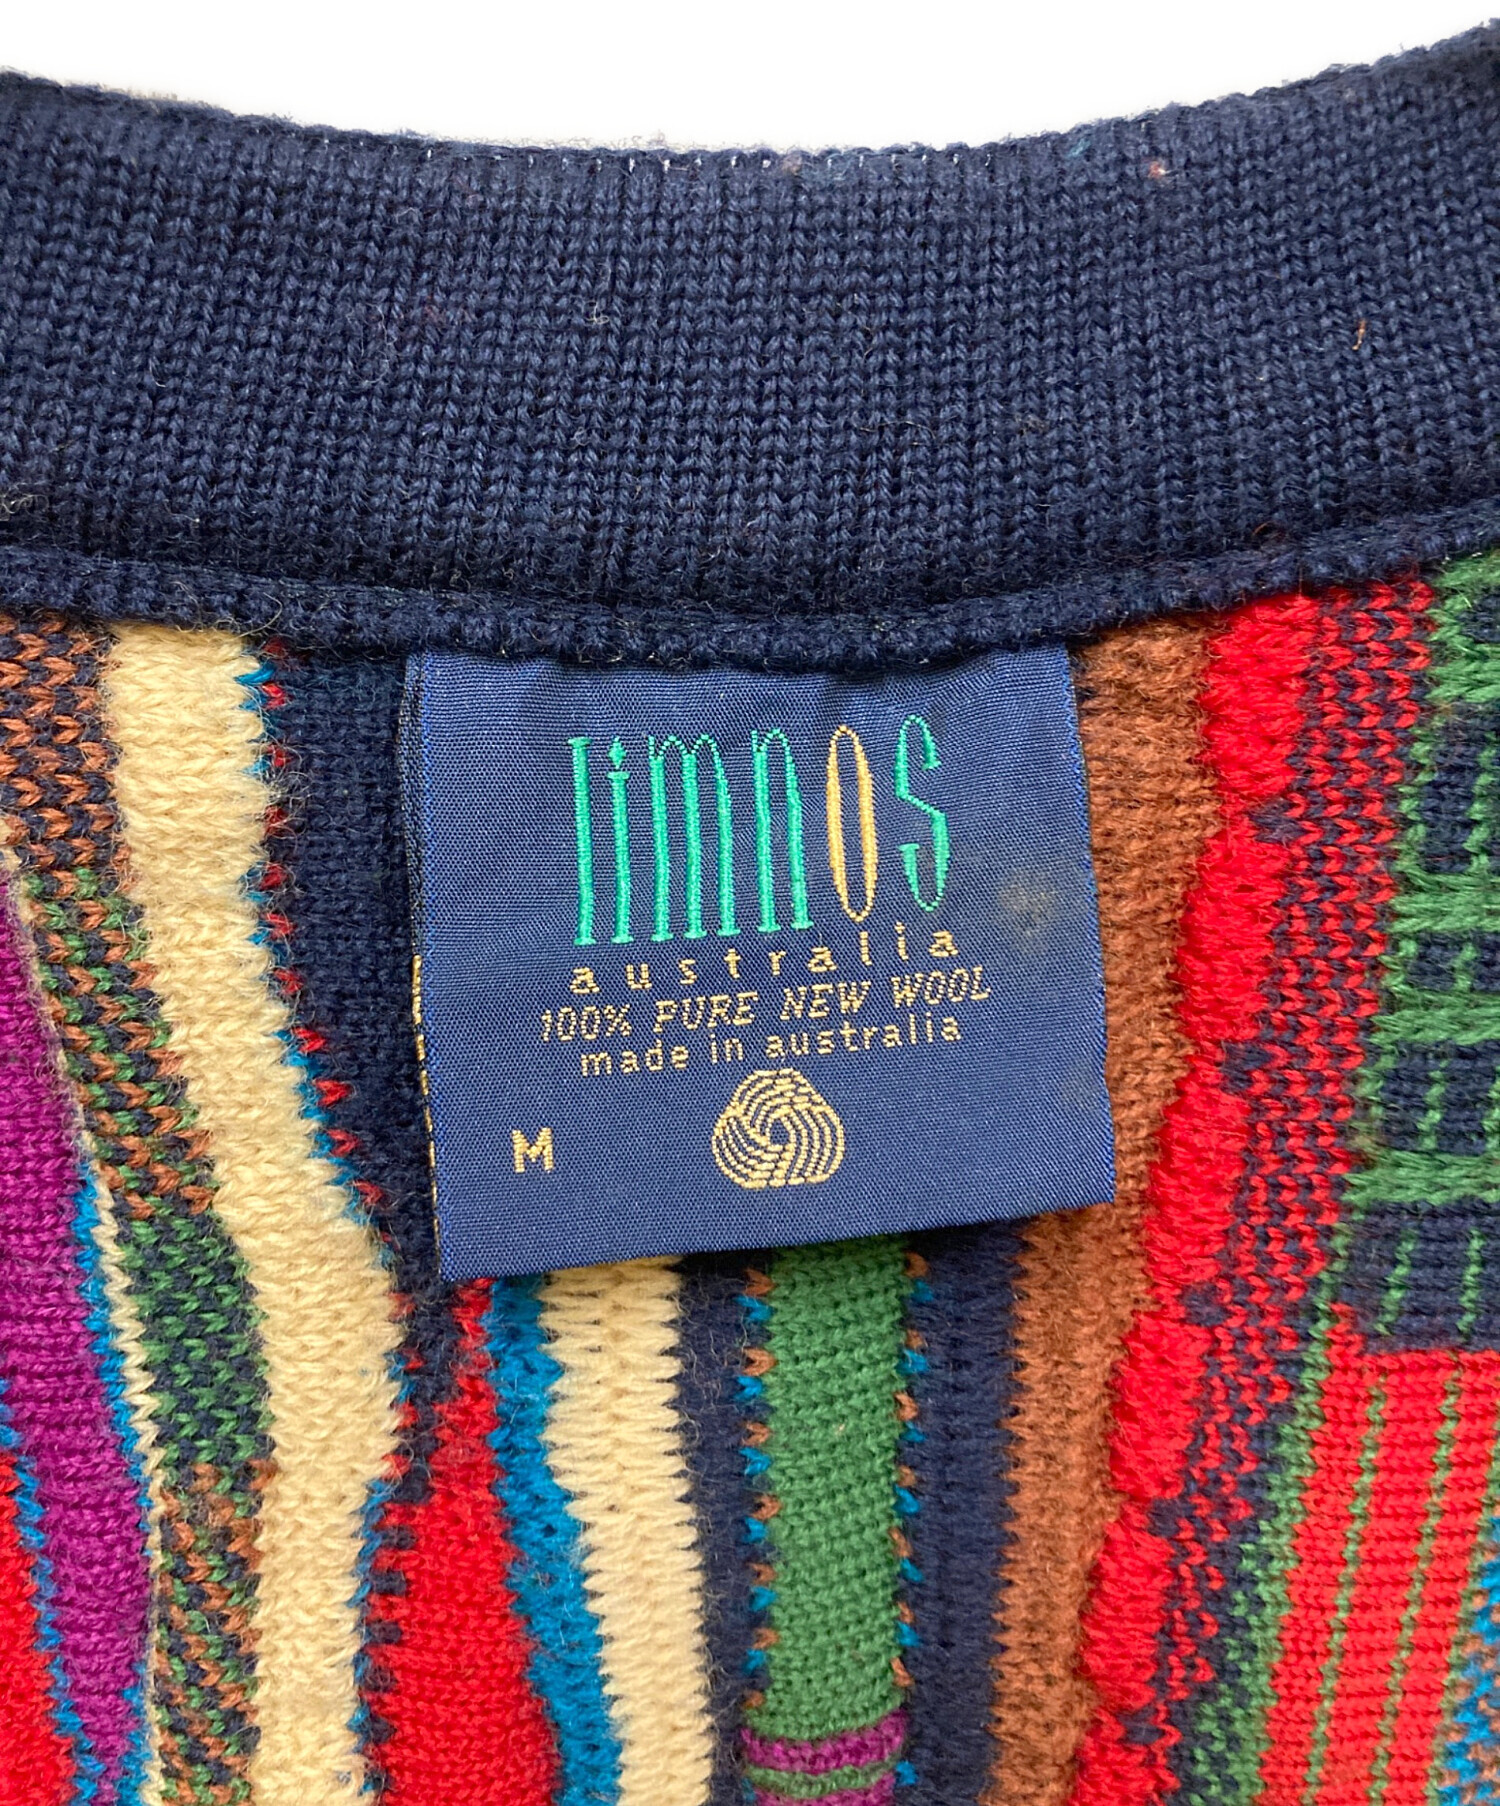 limnos
australia
100% PURE NEW WOOL
made in australia
M